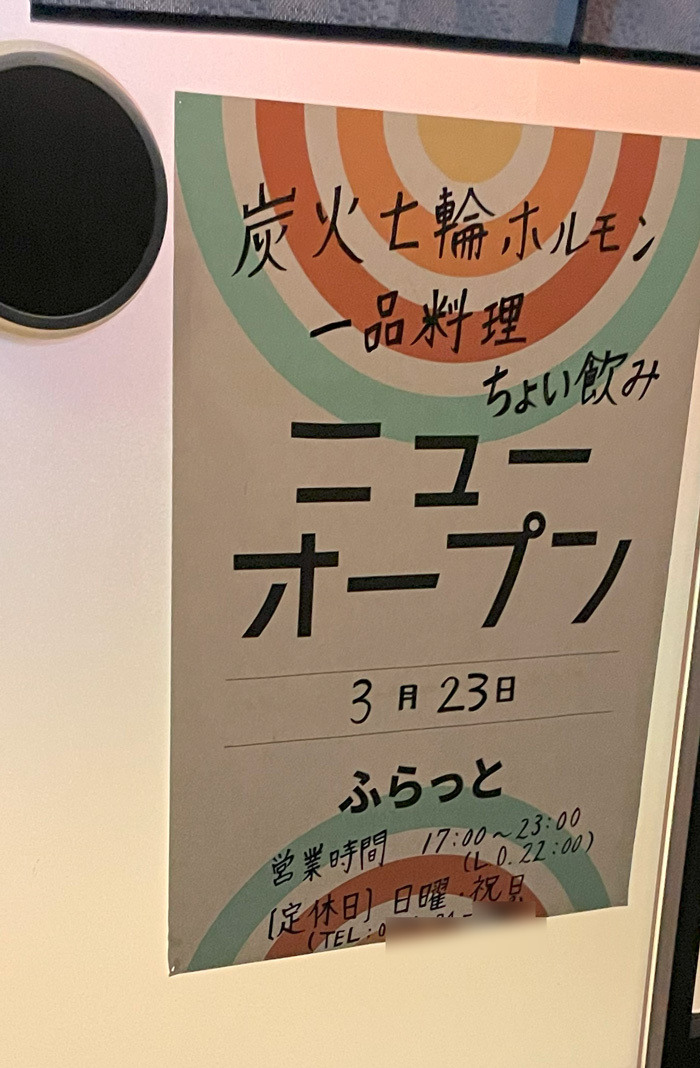 炭火七輪ホルモン
一品料理
ちょい飲み
ニュー
オープン
3月23日
ふらっと
営業時間 17:00～23:00
(L O.22:00)
[定休日] 日曜・祝日
(TEL:0